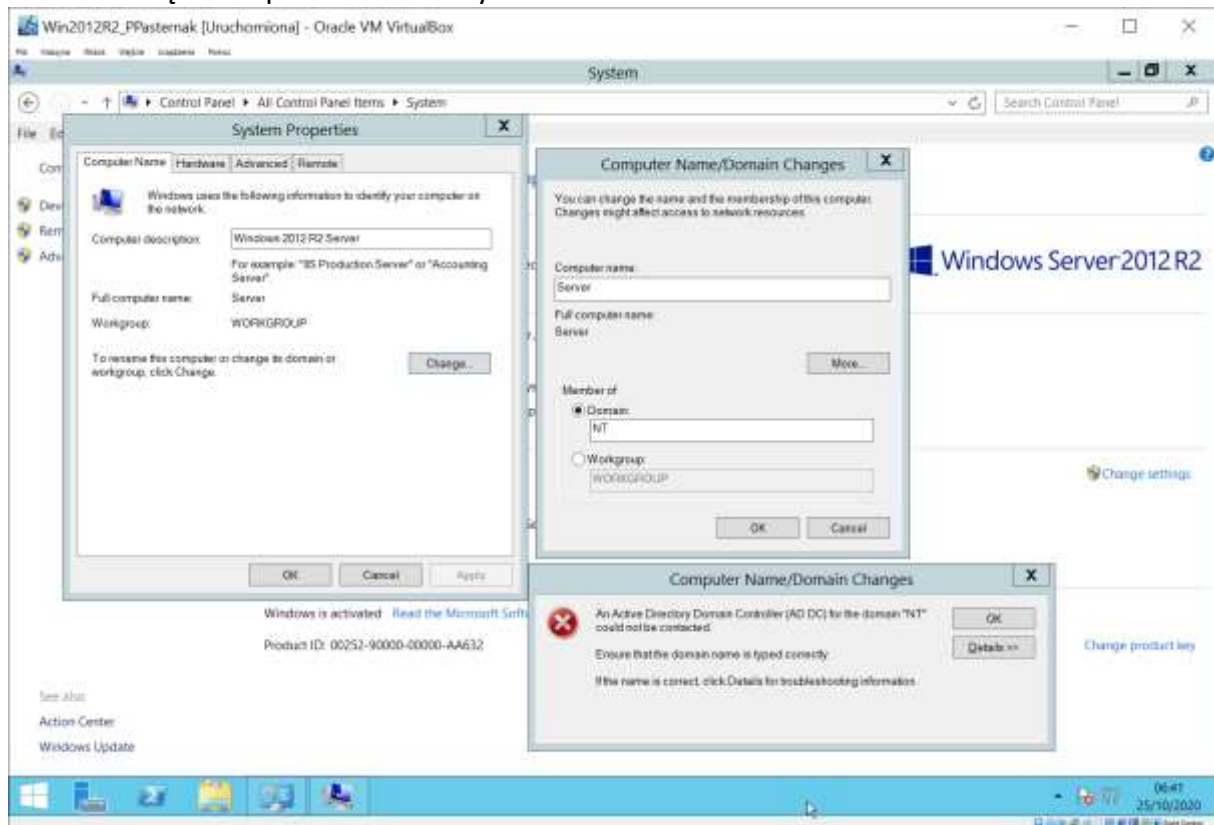 Win2012R2_PPasternak [Uruchomiona] - Oracle VM VirtualBox
System
Control Panel ▸ All Control Panel Items ▸ System
Search Control Panel
File
System Properties
Computer Name Hardware Advanced Remote
Windows uses the following information to identify your computer on
the network.
Computer description:
Windows 2012 R2 Server
For example: "IIS Production Server" or "Accounting
Server".
Full computer name:
Server
Workgroup:
WORKGROUP
To rename this computer or change its domain or
workgroup, click Change.
Change...
OK
Cancel
Apply
Computer Name/Domain Changes
You can change the name and the membership of this computer.
Changes might affect access to network resources.
Computer name:
Server
Full computer name:
Server
More...
Member of
Domain:
NT
Workgroup:
WORKGROUP
OK
Cancel
Windows Server 2012 R2
Change settings
Computer Name/Domain Changes
An Active Directory Domain Controller (AD DC) for the domain "NT"
could not be contacted.
Ensure that the domain name is typed correctly.
If the name is correct, click Details for troubleshooting information.
OK
Details >>
Windows is activated Read the Microsoft
Product ID: 00252-90000-00000-AA632
Change product key
See also
Action Center
Windows Update
06:41
25/10/2020